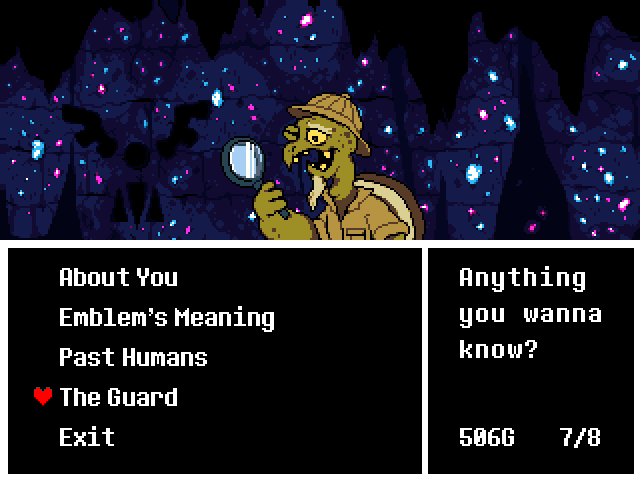 About You
Emblem's Meaning
Past Humans
The Guard
Exit
Anything
you wanna
know?
506G 7/8